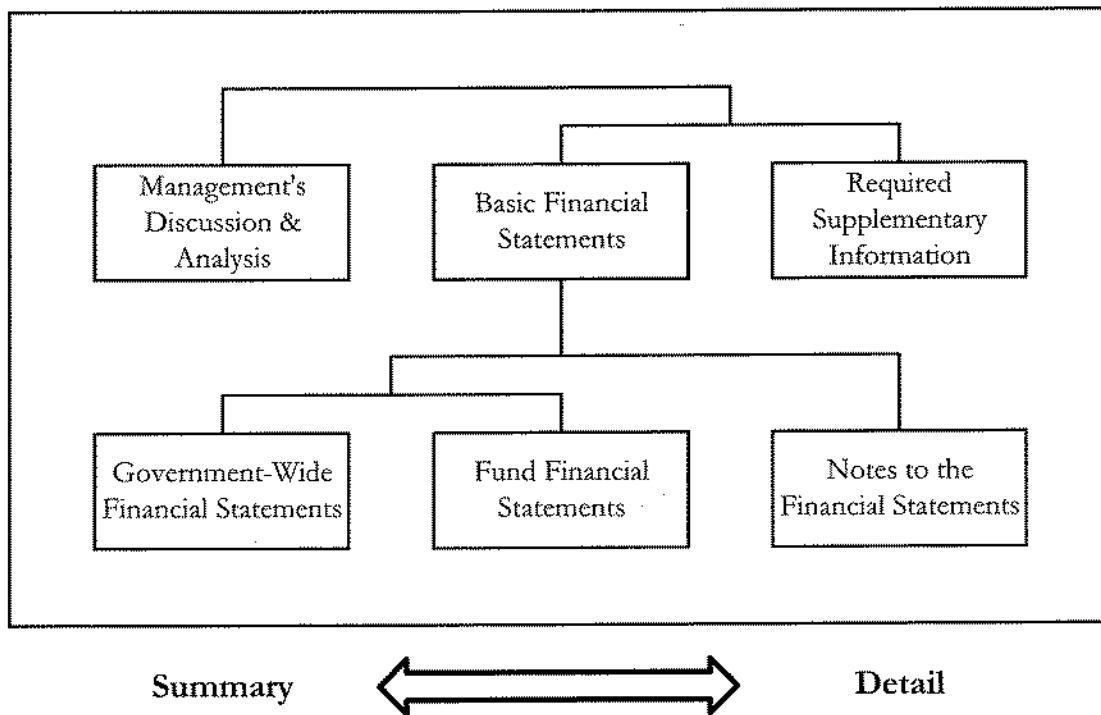 Management's
Discussion &
Analysis
Basic Financial
Statements
Required
Supplementary
Information
Government-Wide
Financial Statements
Fund Financial
Statements
Notes to the
Financial Statements
Summary
Detail